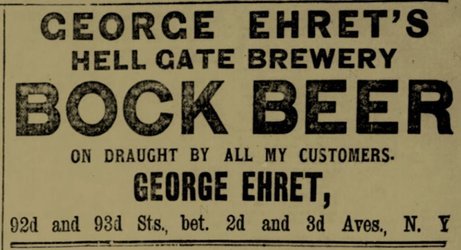 GEORGE EHRET'S
HELL GATE BREWERY
BOCK BEER
ON DRAUGHT BY ALL MY CUSTOMERS.
GEORGE EHRET,
92d and 93d Sts., bet. 2d and 3d Aves., N. Y